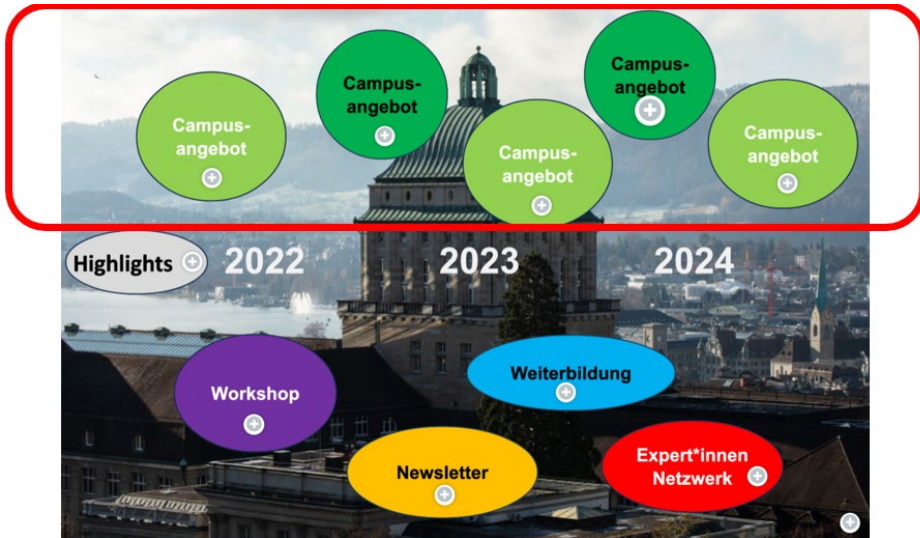 Campus-
angebot
Campus-
angebot
Campus-
angebot
Campus-
angebot
Campus-
angebot
Highlights
2022
2023
2024
Workshop
Weiterbildung
Newsletter
Expert*innen
Netzwerk